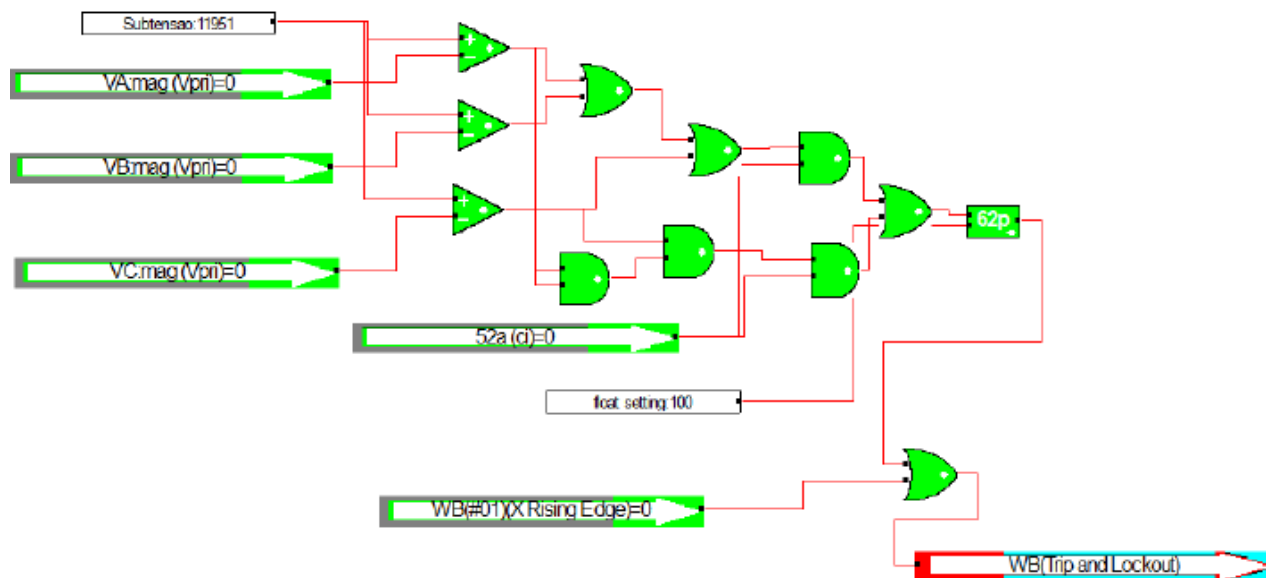 Subtensao:11951
VA:mag (Vpri)=0
VB:mag (Vpri)=0
VC:mag (Vpri)=0
+
−
+
−
+
−
62p
52a (ci)=0
float setting:100
WB(#01)(X Rising Edge)=0
WB(Trip and Lockout)